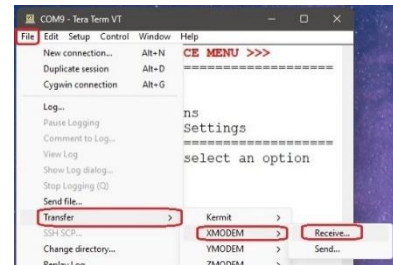 COM9 - Tera Term VT
File Edit Setup Control Window Help
New connection... Alt+N
Duplicate session Alt+D
Cygwin connection Alt+G
Log...
Pause Logging
Comment to Log...
View Log
Show Log dialog...
Stop Logging (Q)
Send file...
Transfer >
SSH SCP...
Change directory...
Replay Log...
CE MENU >>>
====================
ns
Settings
====================
select an option
Kermit >
XMODEM >
YMODEM >
ZMODEM >
Receive...
Send...